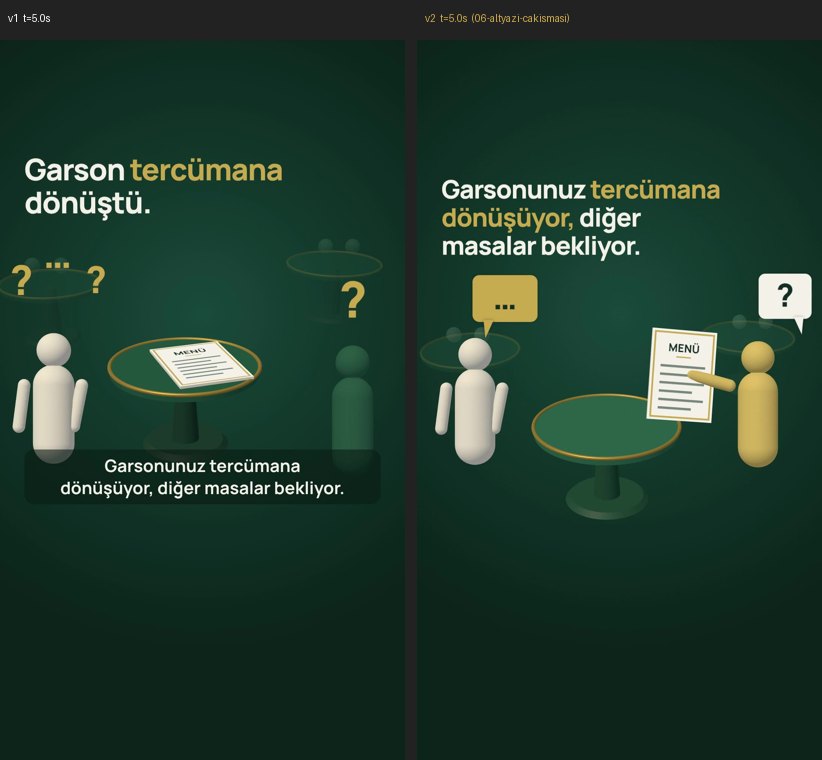 v1 t=5.0s
Garson tercümana
dönüştü.
? ... ?
?
MENÜ
Garsonunuz tercümana
dönüşüyor, diğer masalar bekliyor.
v2 t=5.0s (06-altyazi-cakismasi)
Garsonunuz tercümana
dönüşüyor, diğer
masalar bekliyor.
...
?
MENÜ